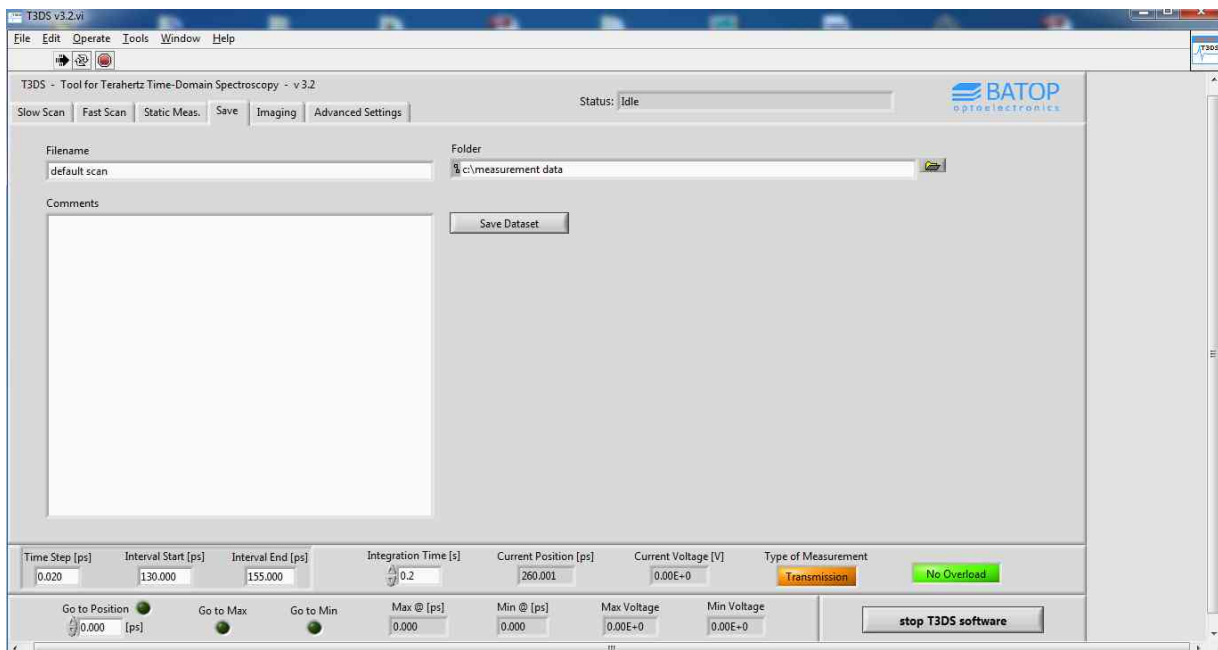 T3DS v3.2.vi
File Edit Operate Tools Window Help
T3DS
T3DS - Tool for Terahertz Time-Domain Spectroscopy - v 3.2
Status: Idle
BATOP
optoelectronics
Slow Scan Fast Scan Static Meas. Save Imaging Advanced Settings
Filename
default scan
Folder
c:\measurement data
Comments
Save Dataset
Time Step [ps] Interval Start [ps] Interval End [ps] Integration Time [s] Current Position [ps] Current Voltage [V] Type of Measurement
0.020 130.000 155.000 0.2 260.001 0.00E+0 Transmission No Overload
Go to Position Go to Max Go to Min Max @ [ps] Min @ [ps] Max Voltage Min Voltage
0.000 [ps] 0.000 0.000 0.00E+0 0.00E+0 stop T3DS software